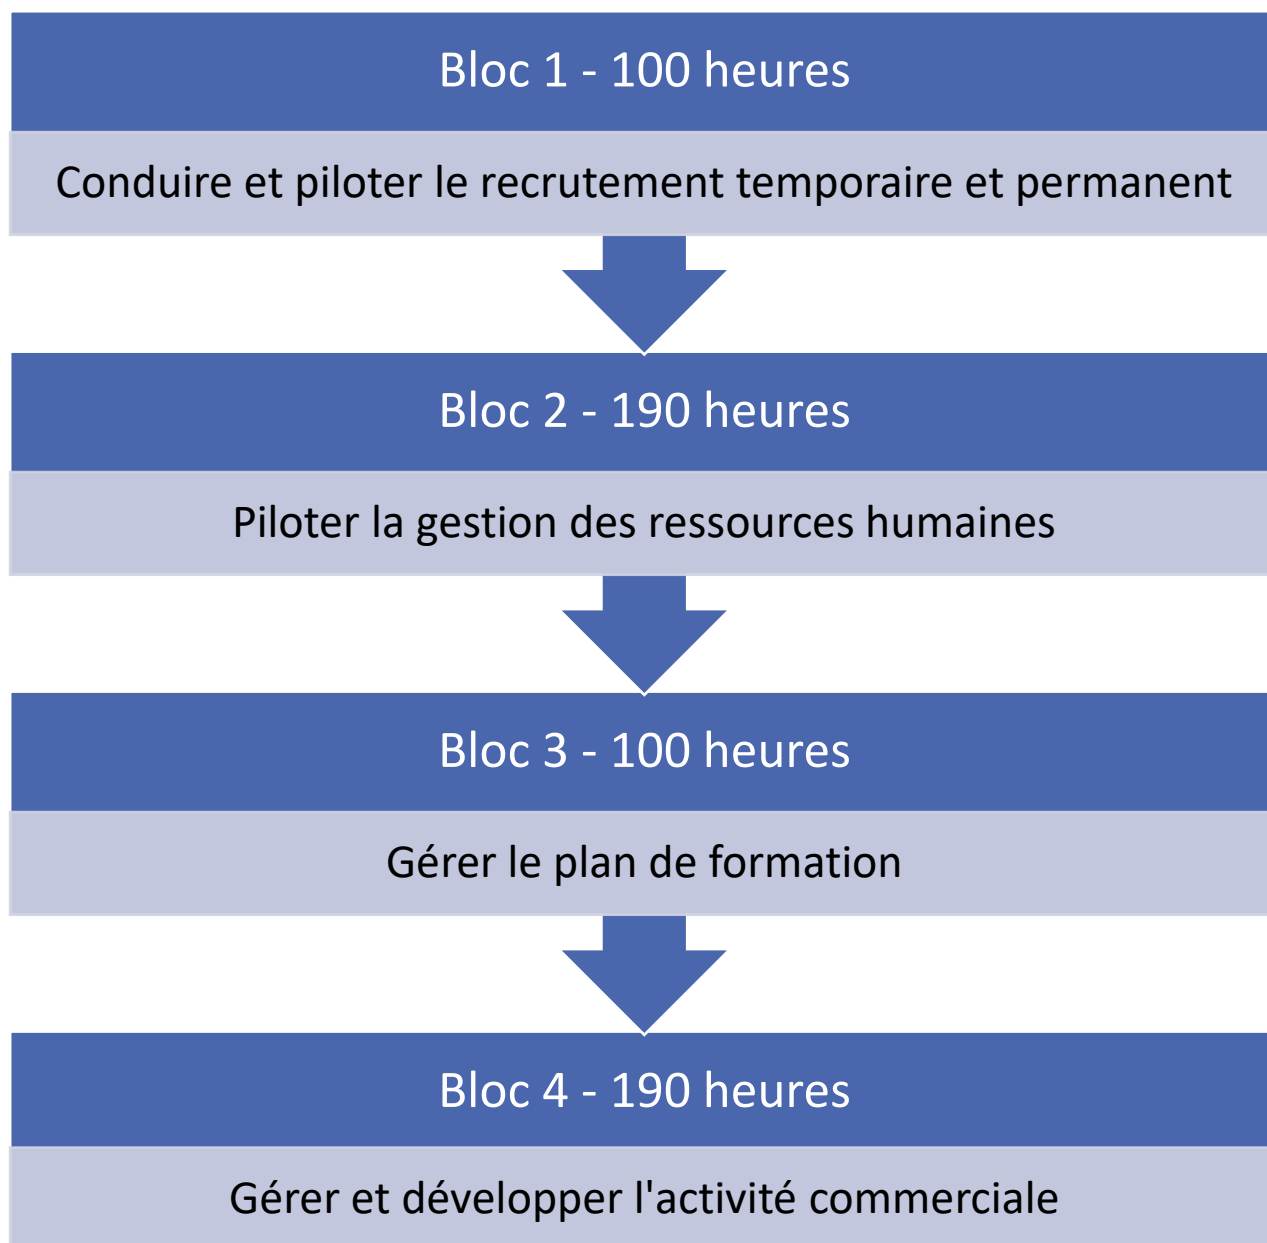 Bloc 1 - 100 heures
Conduire et piloter le recrutement temporaire et permanent
Bloc 2 - 190 heures
Piloter la gestion des ressources humaines
Bloc 3 - 100 heures
Gérer le plan de formation
Bloc 4 - 190 heures
Gérer et développer l'activité commerciale